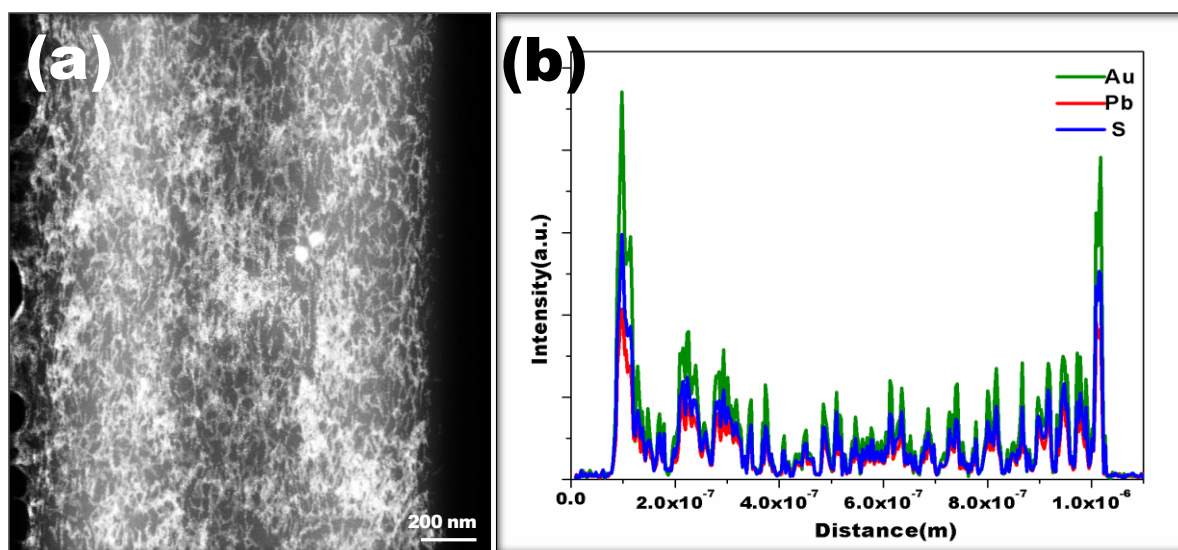 (a)
200 nm
(b)
Au
Pb
S
Intensity(a.u.)
0.0
2.0x10⁻⁷
4.0x10⁻⁷
6.0x10⁻⁷
8.0x10⁻⁷
1.0x10⁻⁶
Distance(m)